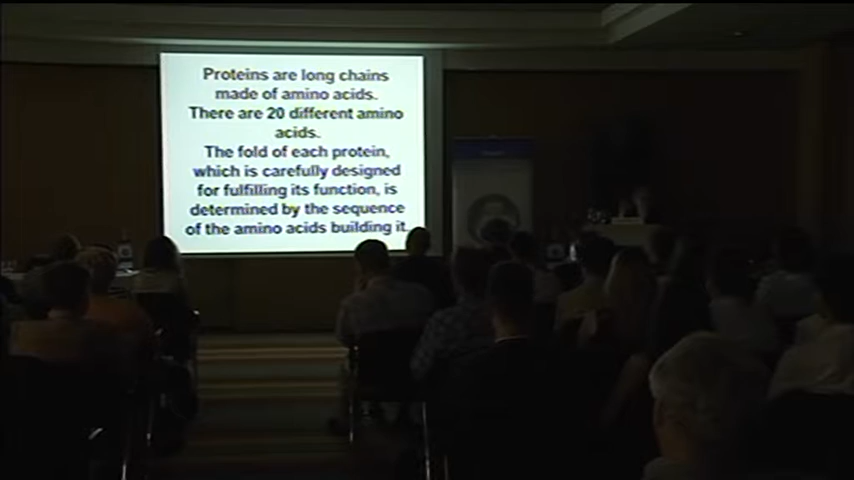 Proteins are long chains
made of amino acids.
There are 20 different amino
acids.
The fold of each protein,
which is carefully designed
for fulfilling its function, is
determined by the sequence
of the amino acids building it